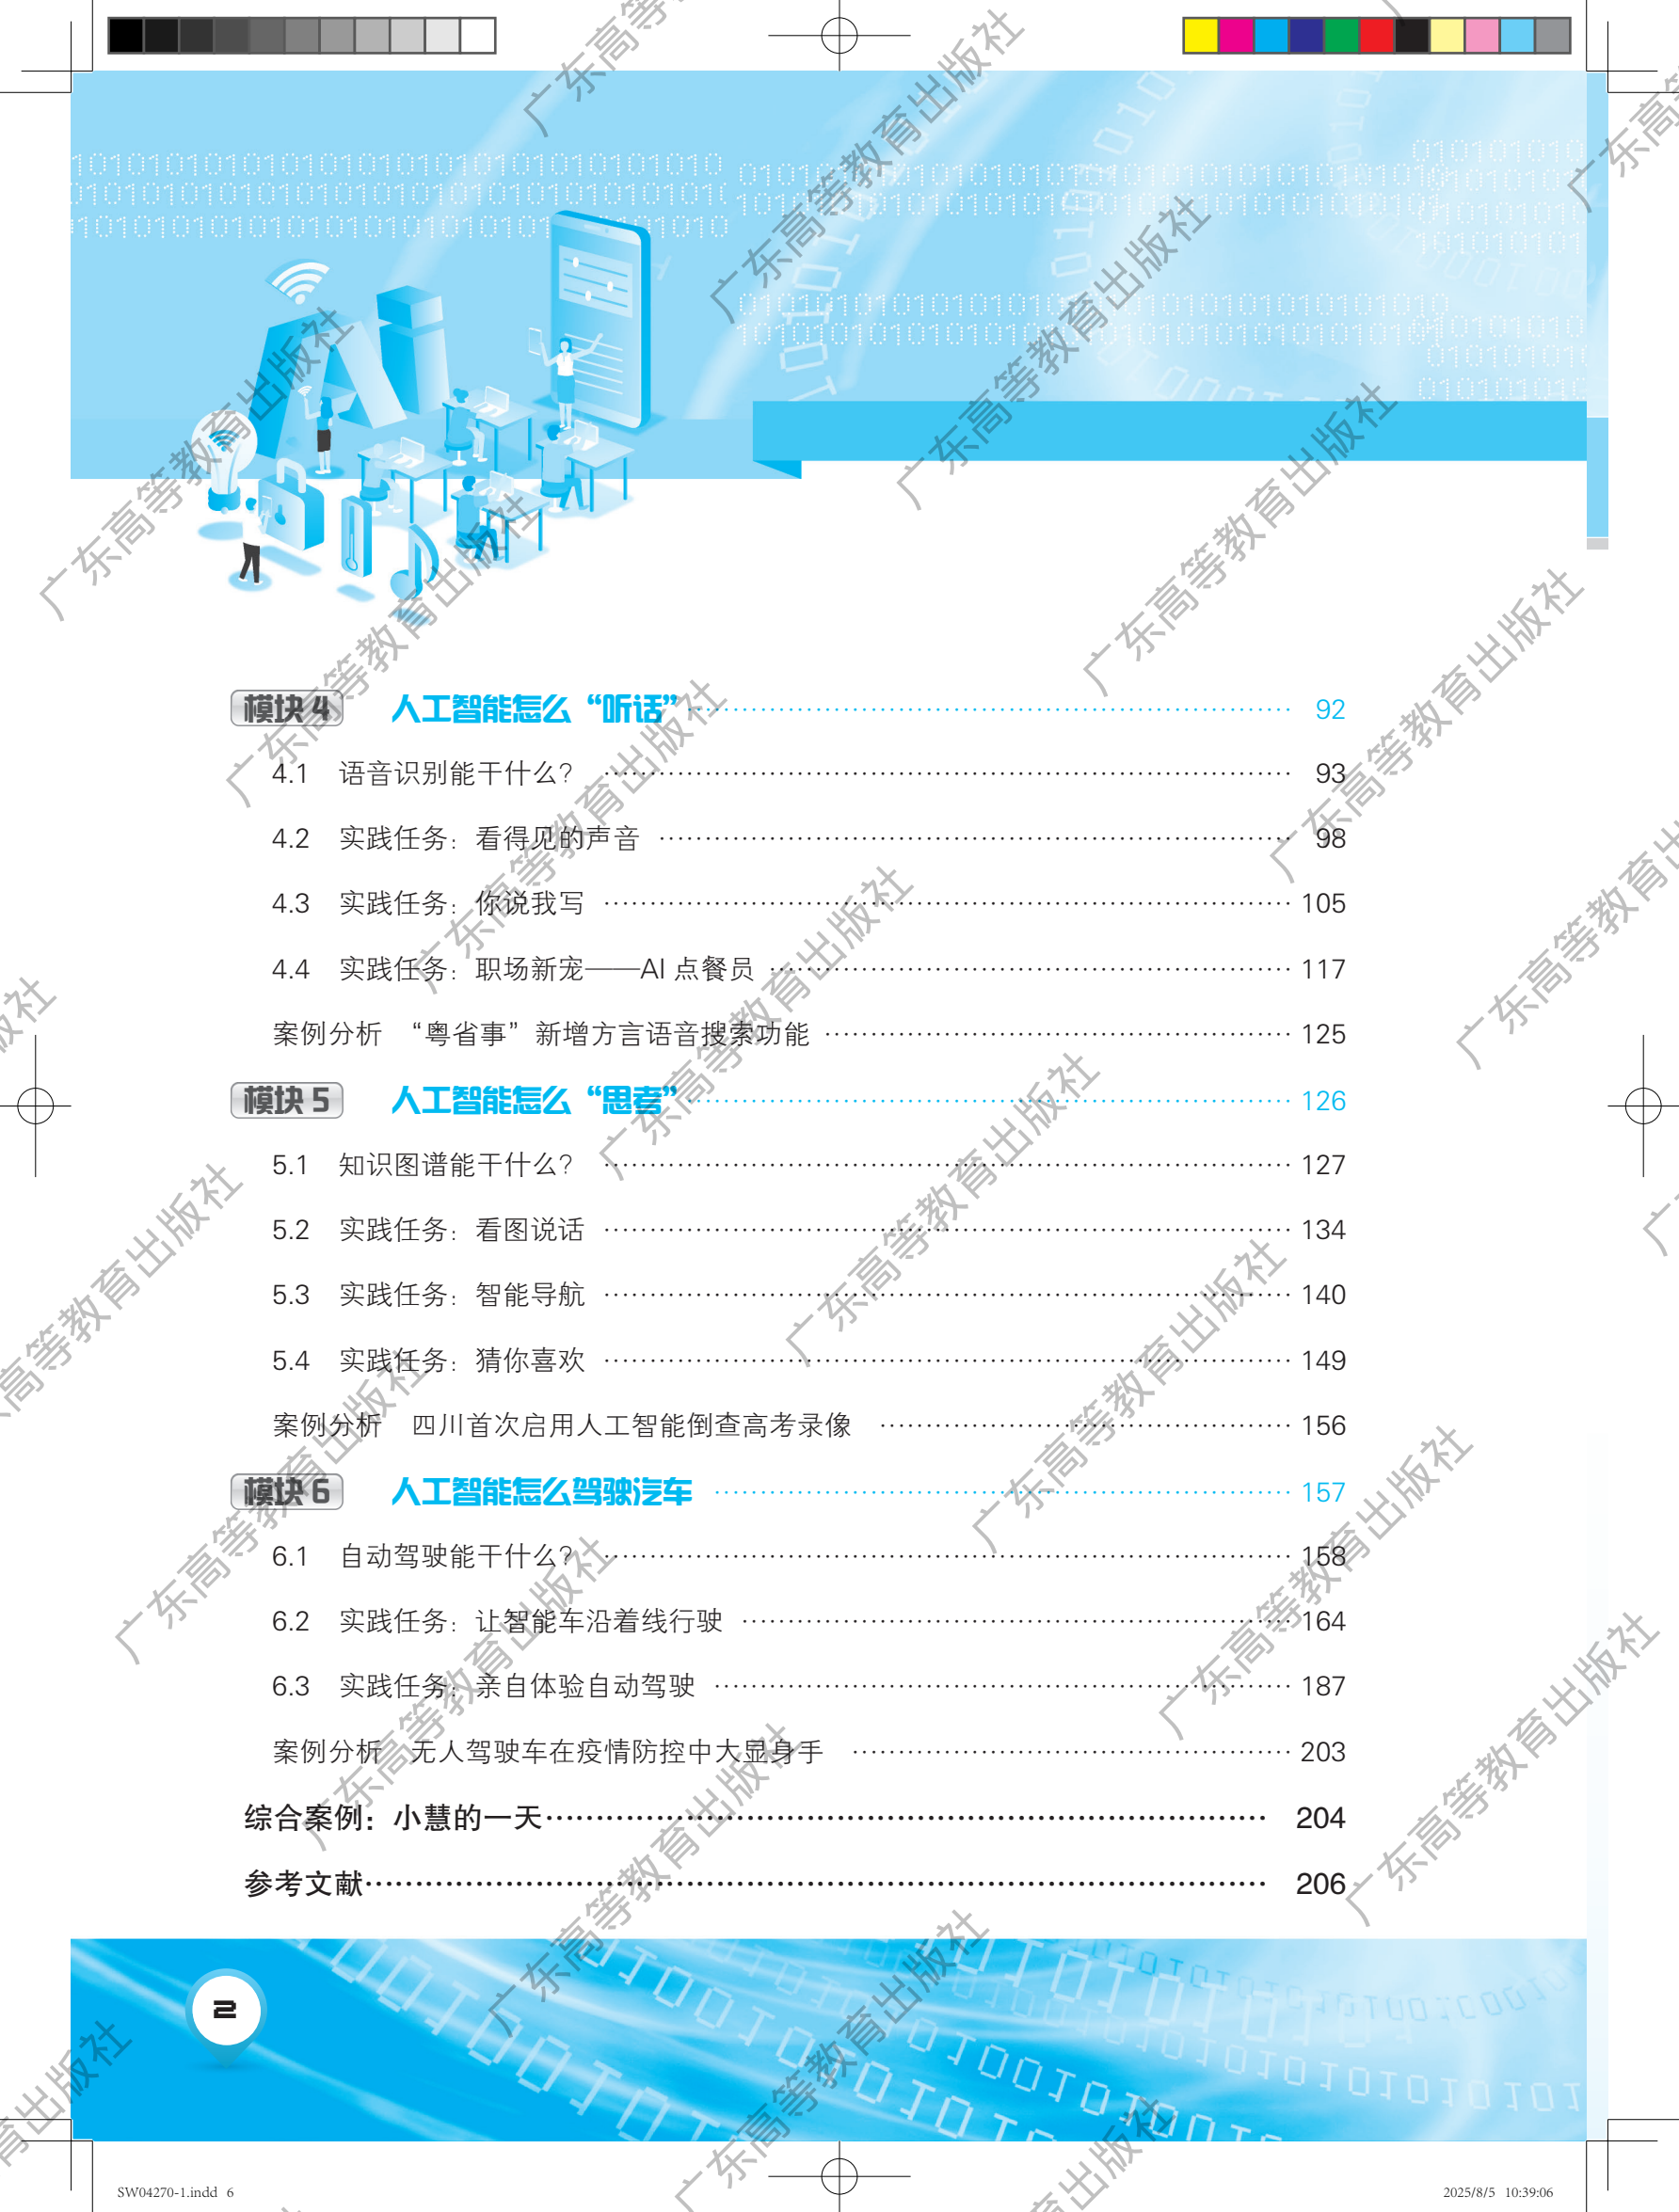 模块 4 人工智能怎么“听话” 92
4.1 语音识别能干什么? 93
4.2 实践任务：看得见的声音 98
4.3 实践任务：你说我写 105
4.4 实践任务：职场新宠——AI 点餐员 117
案例分析 “粤省事”新增方言语音搜索功能 125
模块 5 人工智能怎么“思考” 126
5.1 知识图谱能干什么? 127
5.2 实践任务：看图说话 134
5.3 实践任务：智能导航 140
5.4 实践任务：猜你喜欢 149
案例分析 四川首次启用人工智能倒查高考录像 156
模块 6 人工智能怎么驾驶汽车 157
6.1 自动驾驶能干什么? 158
6.2 实践任务：让智能车沿着线行驶 164
6.3 实践任务：亲自体验自动驾驶 187
案例分析 无人驾驶车在疫情防控中大显身手 203
综合案例：小慧的一天 204
参考文献 206
2
SW04270-1.indd 6 2025/8/5 10:39:06
广东高等教育出版社